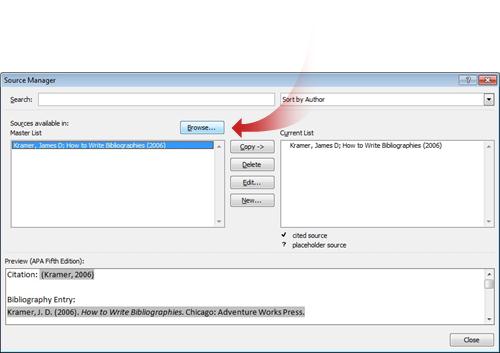 Source Manager
Search:
Sort by Author
Sources available in:
Master List
Browse...
Current List
Kramer, James D; How to Write Bibliographies (2006)
Copy ->
Delete
Edit...
New...
Kramer, James D; How to Write Bibliographies (2006)
✓ cited source
? placeholder source
Preview (APA Fifth Edition):
Citation: (Kramer, 2006)
Bibliography Entry:
Kramer, J. D. (2006). How to Write Bibliographies. Chicago: Adventure Works Press.
Close